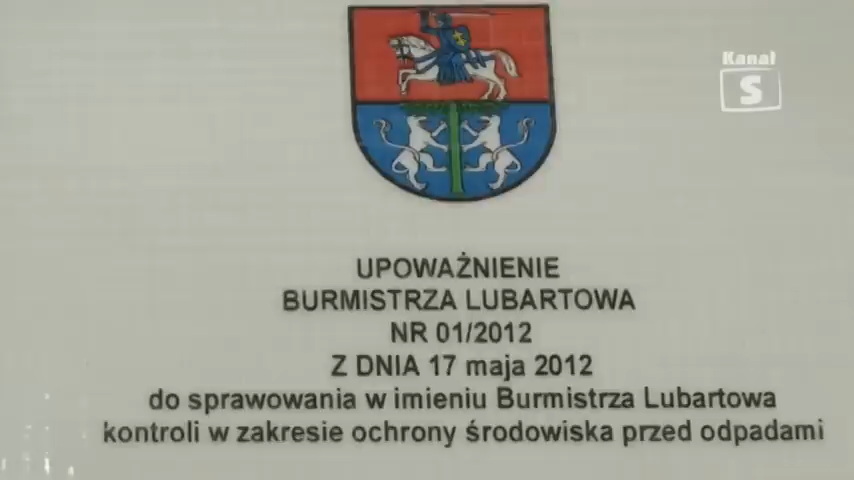 Kanal
S
UPOWAŻNIENIE
BURMISTRZA LUBARTOWA
NR 01/2012
Z DNIA 17 maja 2012
do sprawowania w imieniu Burmistrza Lubartowa
kontroli w zakresie ochrony środowiska przed odpadami